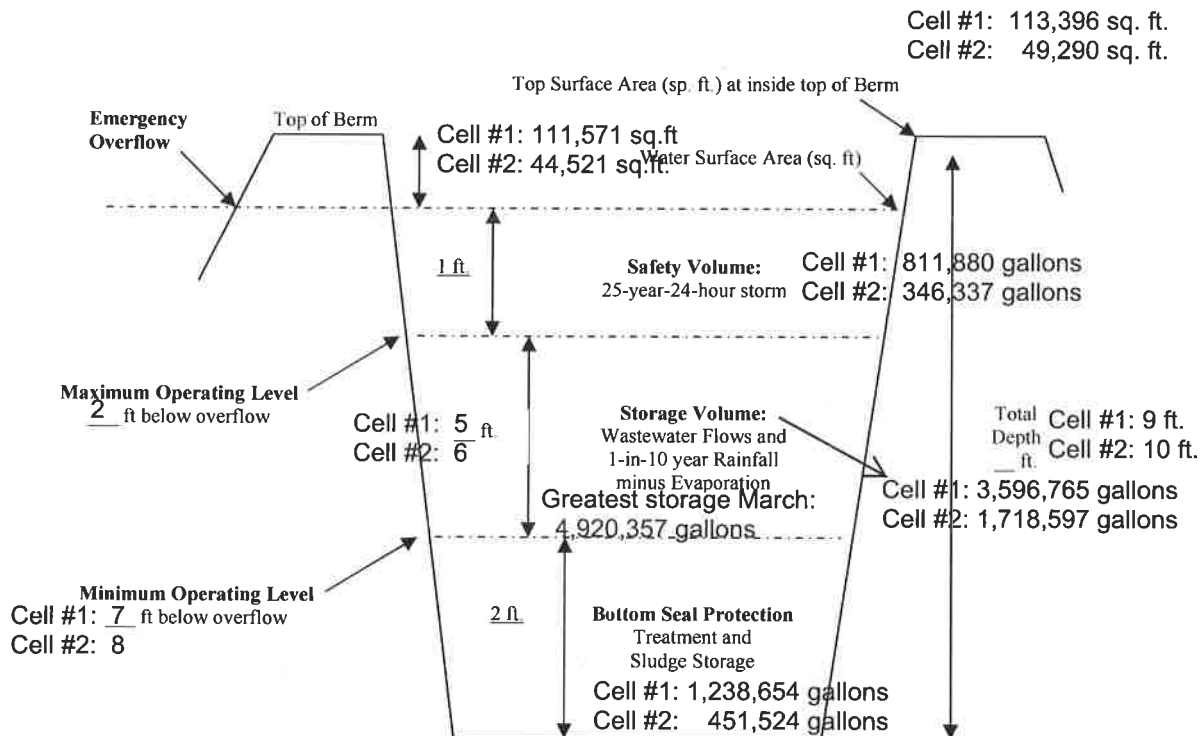 Cell #1: 113,396 sq. ft.
Cell #2: 49,290 sq. ft.
Top Surface Area (sp. ft.) at inside top of Berm
Emergency
Overflow
Top of Berm
Cell #1: 111,571 sq.ft
Cell #2: 44,521 sq.ft.
Water Surface Area (sq. ft)
1 ft.
Safety Volume:
25-year-24-hour storm
Cell #1: 811,880 gallons
Cell #2: 346,337 gallons
Maximum Operating Level
2 ft below overflow
Cell #1: 5 ft.
Cell #2: 6
Storage Volume:
Wastewater Flows and
1-in-10 year Rainfall
minus Evaporation
Greatest storage March:
4,920,357 gallons
Total
Depth
__ ft.
Cell #1: 9 ft.
Cell #2: 10 ft.
Cell #1: 3,596,765 gallons
Cell #2: 1,718,597 gallons
Minimum Operating Level
Cell #1: 7 ft below overflow
Cell #2: 8
2 ft.
Bottom Seal Protection
Treatment and
Sludge Storage
Cell #1: 1,238,654 gallons
Cell #2: 451,524 gallons